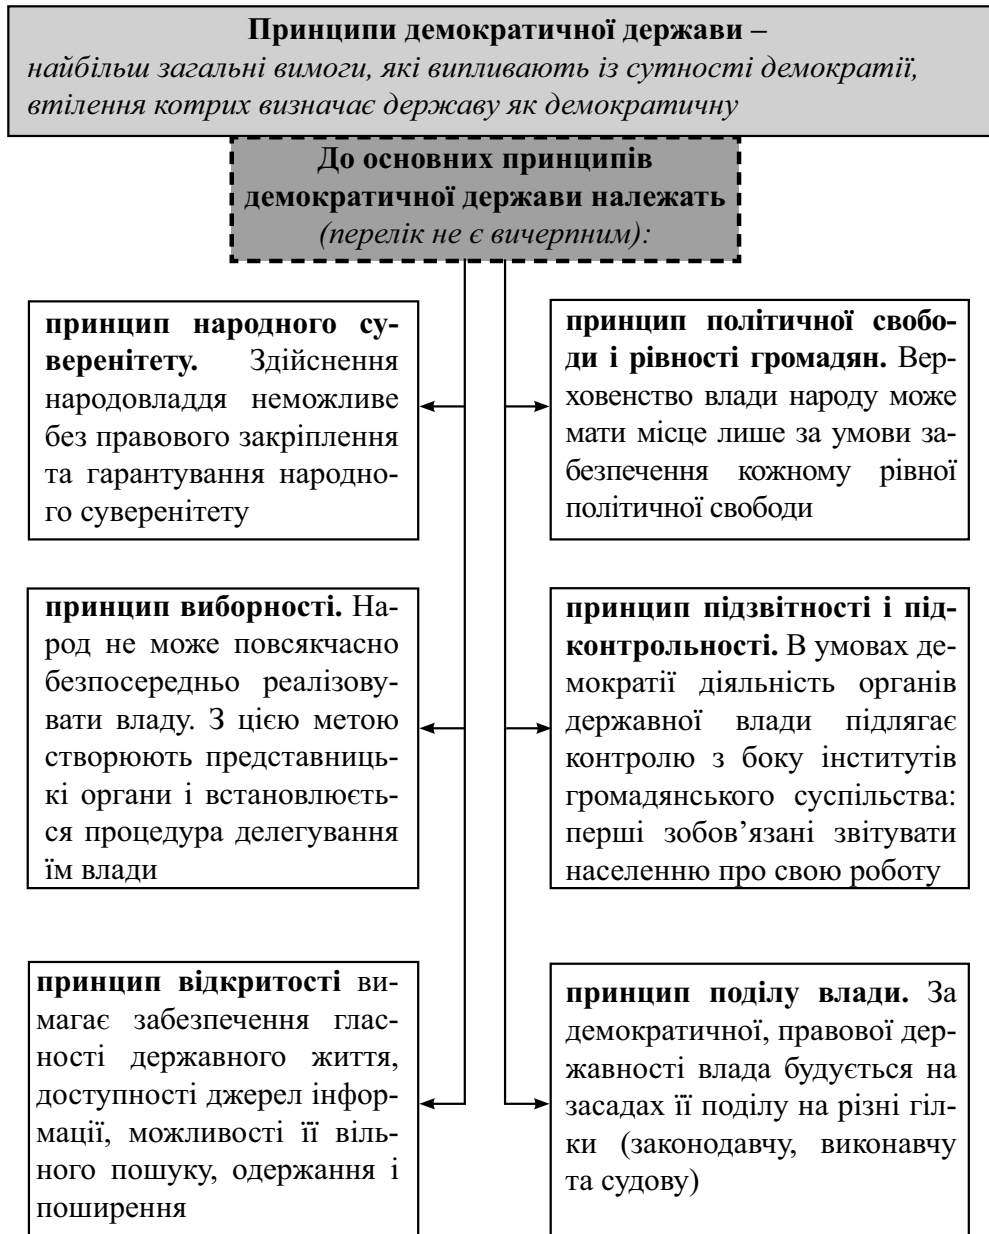 Принципи демократичної держави –
найбільш загальні вимоги, які випливають із сутності демократії,
втілення котрих визначає державу як демократичну
До основних принципів
демократичної держави належать
(перелік не є вичерпним):
принцип народного су-
веренітету. Здійснення
народовладдя неможливе
без правового закріплення
та гарантування народно-
го суверенітету
принцип політичної свобо-
ди і рівності громадян. Вер-
ховенство влади народу може
мати місце лише за умови за-
безпечення кожному рівної
політичної свободи
принцип виборності. На-
род не може повсякчасно
безпосередньо реалізову-
вати владу. З цією метою
створюють представниць-
кі органи і встановлюєть-
ся процедура делегування
їм влади
принцип підзвітності і під-
контрольності. В умовах де-
мократії діяльність органів
державної влади підлягає
контролю з боку інститутів
громадянського суспільства:
перші зобов’язані звітувати
населенню про свою роботу
принцип відкритості ви-
магає забезпечення глас-
ності державного життя,
доступності джерел інфор-
мації, можливості її віль-
ного пошуку, одержання і
поширення
принцип поділу влади. За
демократичної, правової дер-
жавності влада будується на
засадах її поділу на різні гіл-
ки (законодавчу, виконавчу
та судову)